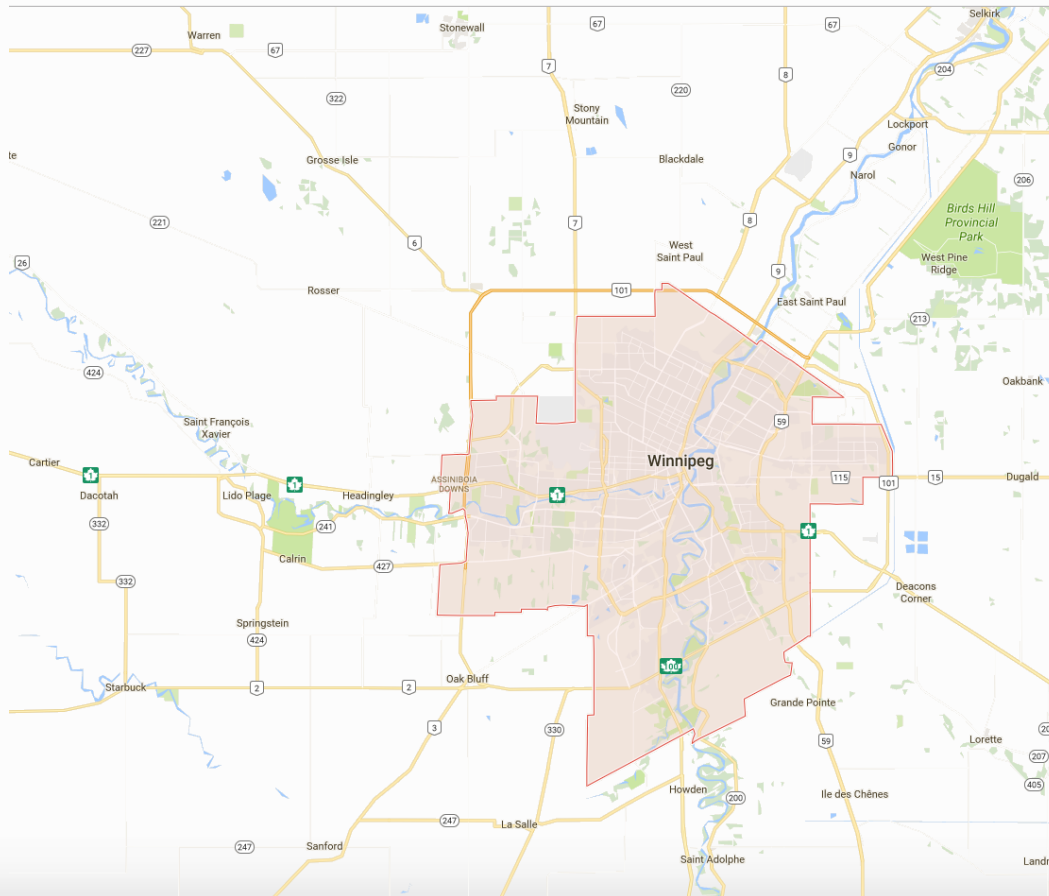 Selkirk
Warren
Stonewall
67
67
227
67
7
8
204
322
220
Stony
Mountain
Lockport
Gonor
9
Grosse Isle
Blackdale
Narol
te
206
221
7
8
Birds Hill
Provincial
Park
6
West
Saint Paul
West Pine
Ridge
26
9
Rosser
101
East Saint Paul
213
424
Oakbank
Saint François
Xavier
59
Cartier
Winnipeg
1
1
ASSINIBOIA
DOWNS
115
101
15
Dugald
Dacotah
Lido Plage
Headingley
1
332
241
1
Calrin
427
332
Deacons
Corner
Springstein
424
100
Oak Bluff
Starbuck
2
2
Grande Pointe
3
330
59
Lorette
20
207
405
Howden
200
Ile des Chênes
247
La Salle
247
Sanford
Saint Adolphe
Landr